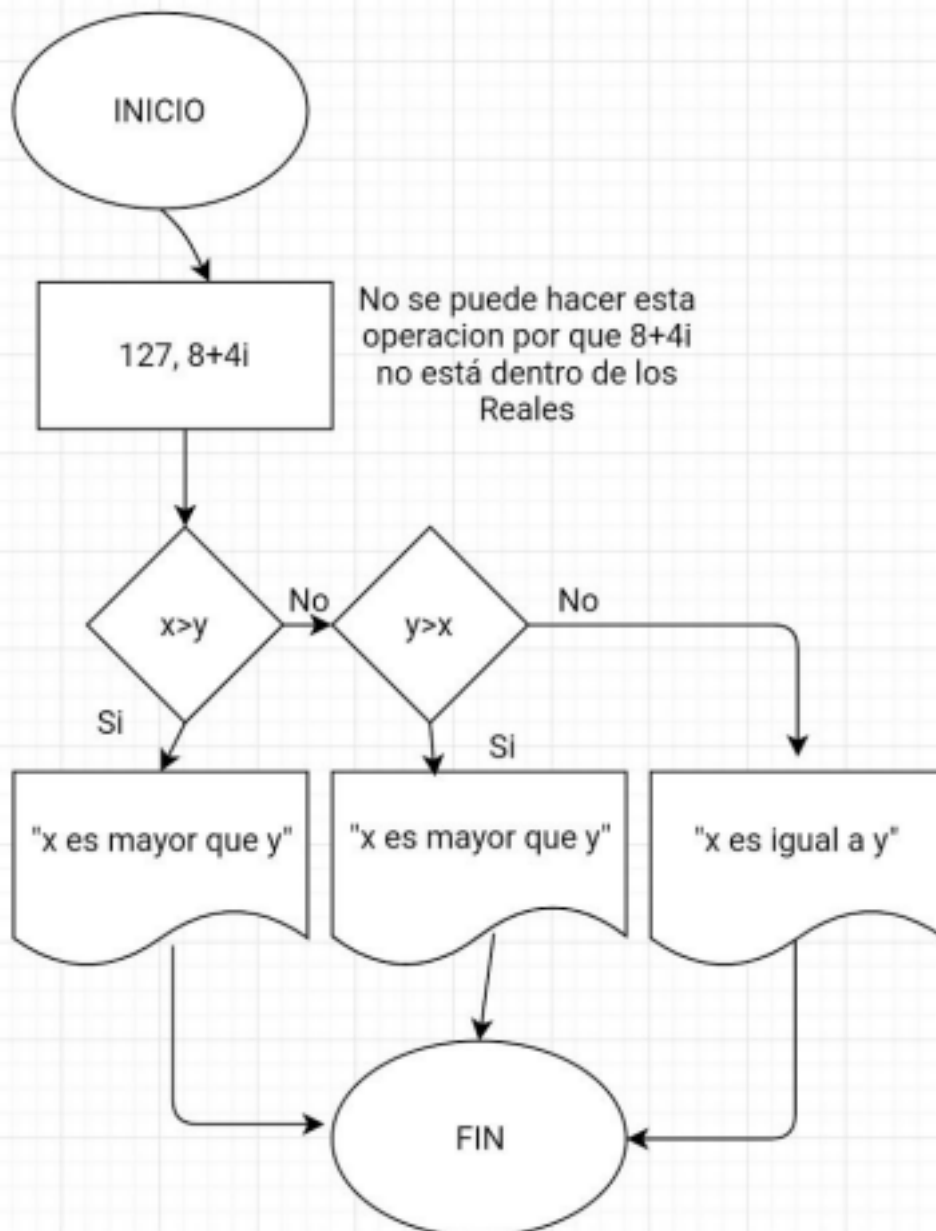 INICIO
127, 8+4i
No se puede hacer esta
operacion por que 8+4i
no está dentro de los
Reales
x>y
No
y>x
No
Si
Si
"x es mayor que y"
"x es mayor que y"
"x es igual a y"
FIN